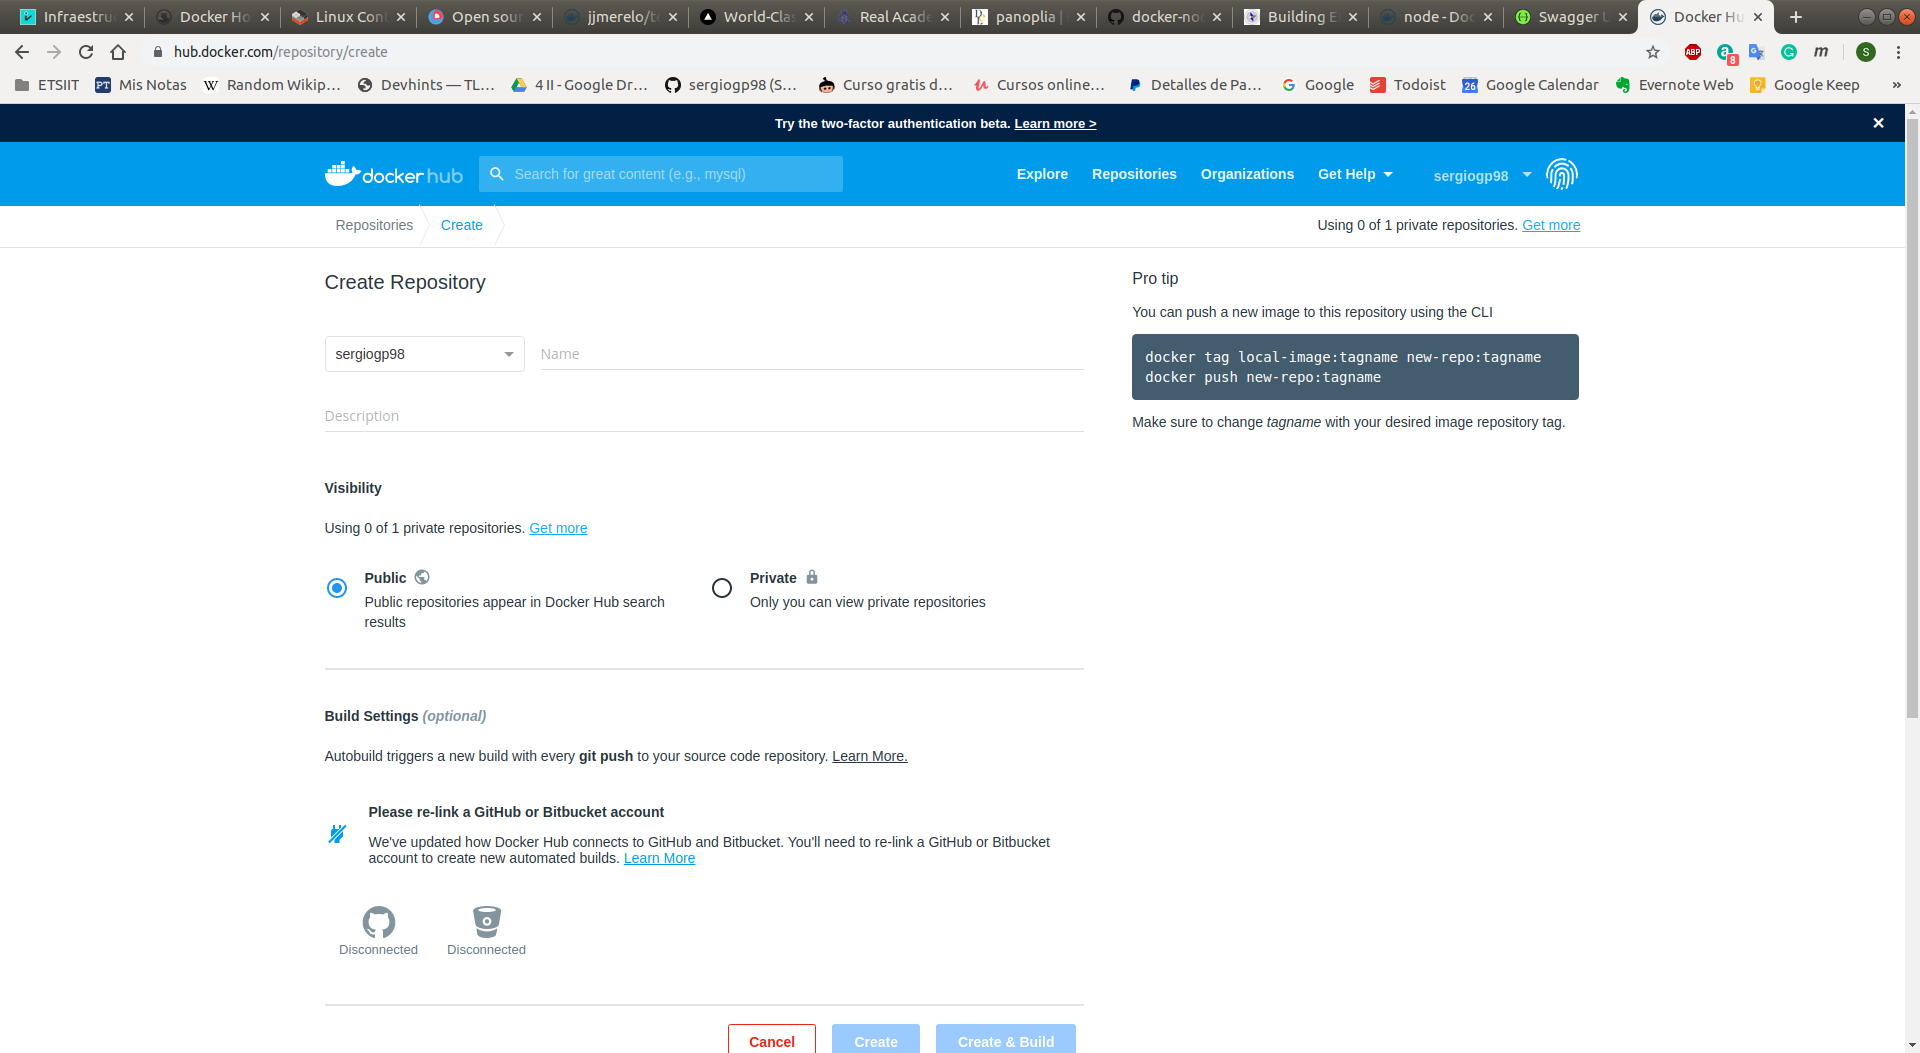 Infraestru
Docker Ho
Linux Con
Open sour
jjmerelo/t
World-Cla
Real Acade
panoplia |
docker-no
Building E
node - Doc
Swagger U
Docker Hu
hub.docker.com/repository/create
ABP
8
m
S
ETSIIT
Mis Notas
Random Wikip...
Devhints — TL...
4 II - Google Dr...
sergiogp98 (S...
Curso gratis d...
Cursos online...
Detalles de Pa...
Google
Todoist
Google Calendar
Evernote Web
Google Keep
»
Try the two-factor authentication beta. Learn more >
docker hub
Search for great content (e.g., mysql)
Explore
Repositories
Organizations
Get Help
sergiogp98
Repositories
Create
Using 0 of 1 private repositories. Get more
Create Repository
sergiogp98
Name
Description
Pro tip
You can push a new image to this repository using the CLI
docker tag local-image:tagname new-repo:tagname
docker push new-repo:tagname
Make sure to change tagname with your desired image repository tag.
Visibility
Using 0 of 1 private repositories. Get more
Public
Public repositories appear in Docker Hub search
results
Private
Only you can view private repositories
Build Settings (optional)
Autobuild triggers a new build with every git push to your source code repository. Learn More.
Please re-link a GitHub or Bitbucket account
We've updated how Docker Hub connects to GitHub and Bitbucket. You'll need to re-link a GitHub or Bitbucket
account to create new automated builds. Learn More
Disconnected
Disconnected
Cancel
Create
Create & Build